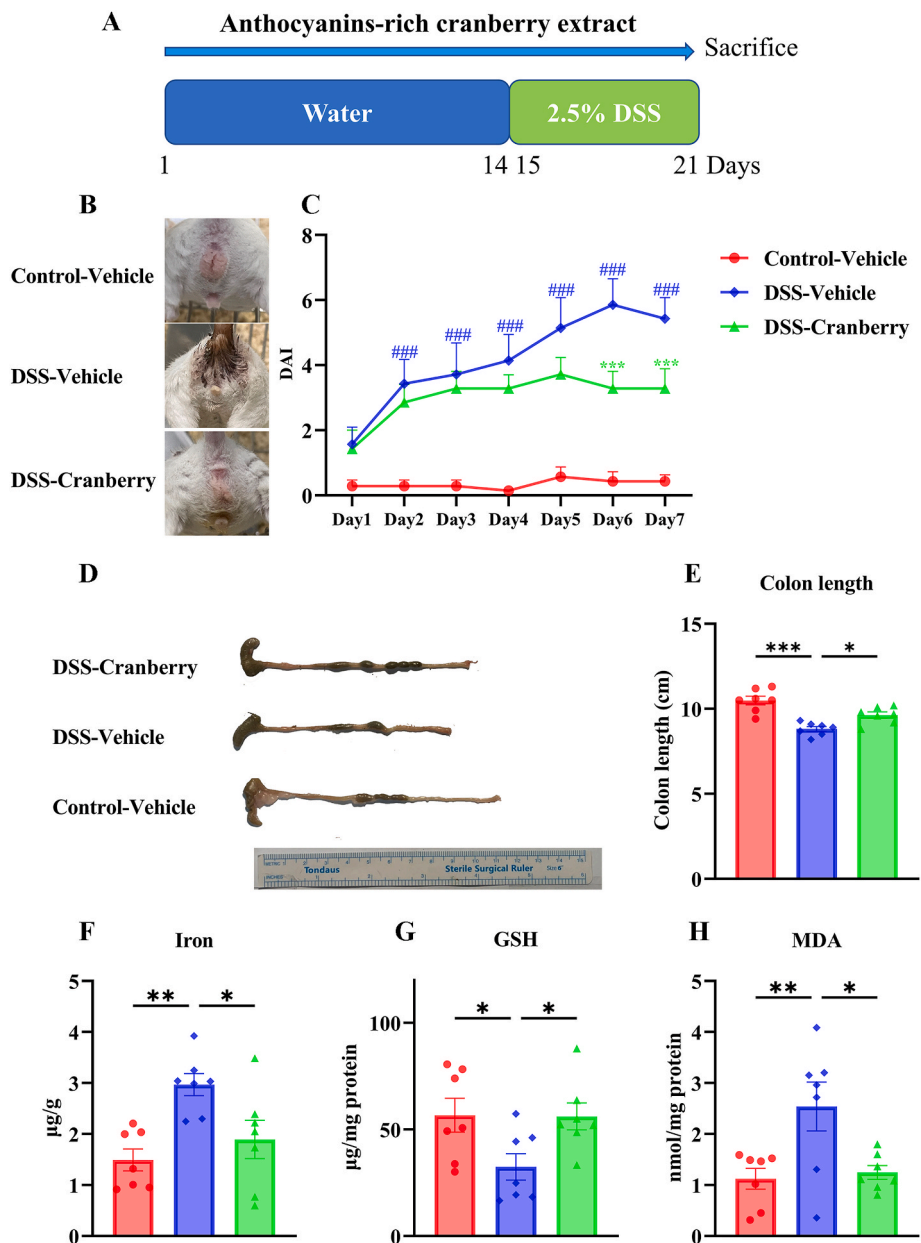 A
Anthocyanins-rich cranberry extract
Sacrifice
Water
2.5% DSS
1
14 15
21 Days
B
Control-Vehicle
DSS-Vehicle
DSS-Cranberry
C
DAI
8
6
4
2
0
###
###
###
###
###
###
***
***
Day1 Day2 Day3 Day4 Day5 Day6 Day7
Control-Vehicle
DSS-Vehicle
DSS-Cranberry
D
DSS-Cranberry
DSS-Vehicle
Control-Vehicle
METRIC
Tondaus
Sterile Surgical Ruler
Size 6"
INCHES
E
Colon length
Colon length (cm)
15
10
5
0
***
*
F
Iron
µg/g
5
4
3
2
1
0
**
*
G
GSH
µg/mg protein
100
50
0
*
*
H
MDA
nmol/mg protein
5
4
3
2
1
0
**
*